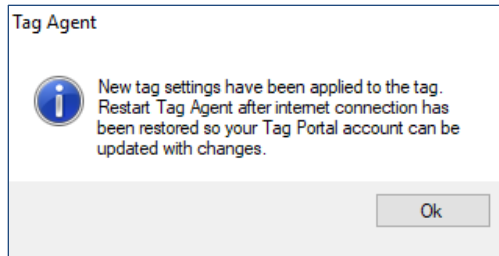 Tag Agent
New tag settings have been applied to the tag.
Restart Tag Agent after internet connection has
been restored so your Tag Portal account can be
updated with changes.
Ok